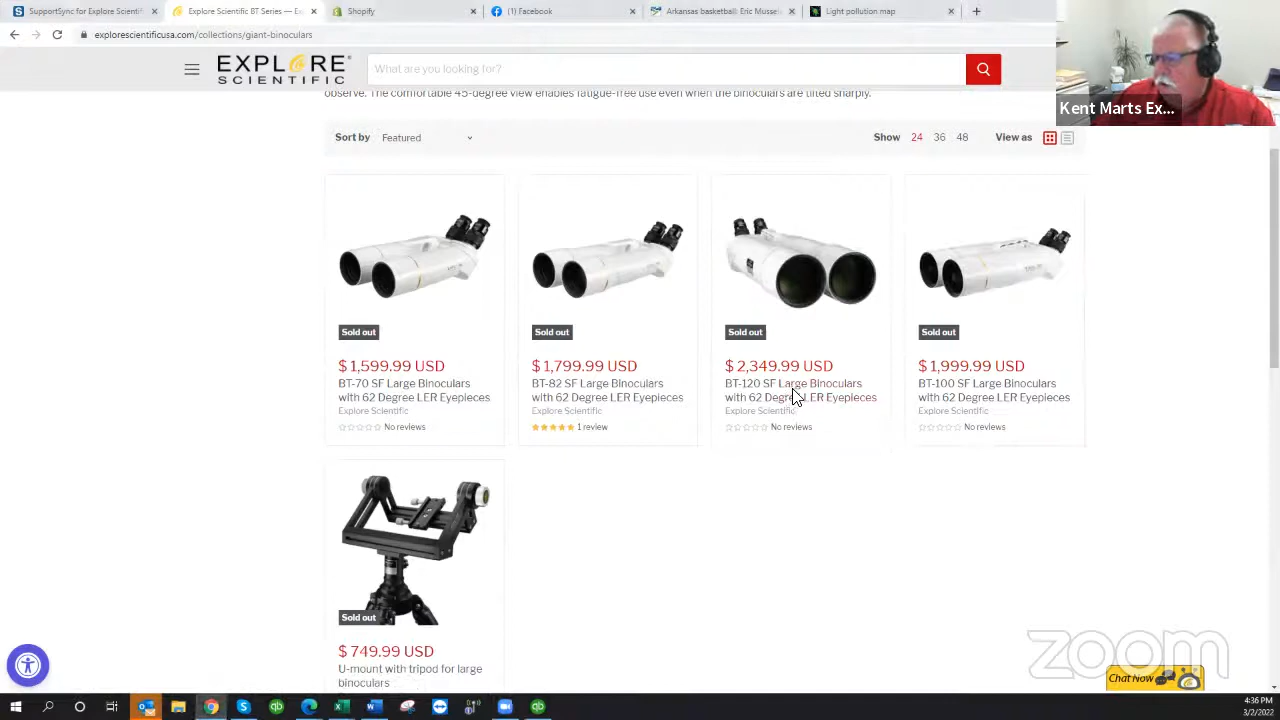 SupportSync for Explore Scientific
Explore Scientific BT Series — Ex
Shopify
(1) Facebook
Arkansas basketball: Eric Mussel
Light pollution map
explorescientificusa.com/collections/giant-binoculars
EXPLORE
SCIENTIFIC
What are you looking for?
Kent Marts Ex...
observe. The comfortable 45-degree view enables fatigue-free use even when the binoculars are tilted sharply.
Sort by Featured
Show 24 36 48 View as
Sold out
$ 1,599.99 USD
BT-70 SF Large Binoculars
with 62 Degree LER Eyepieces
Explore Scientific
No reviews
Sold out
$ 1,799.99 USD
BT-82 SF Large Binoculars
with 62 Degree LER Eyepieces
Explore Scientific
1 review
Sold out
$ 2,349.99 USD
BT-120 SF Large Binoculars
with 62 Degree LER Eyepieces
Explore Scientific
No reviews
Sold out
$ 1,999.99 USD
BT-100 SF Large Binoculars
with 62 Degree LER Eyepieces
Explore Scientific
No reviews
Sold out
$ 749.99 USD
U-mount with tripod for large
binoculars
zoom
Chat Now
4:36 PM
3/2/2022